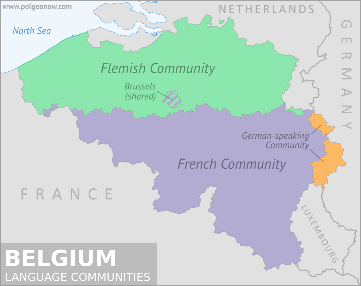 www.polgeonow.com
NETHERLANDS
North Sea
GERMANY
Flemish Community
Brussels
(shared)
German-speaking
Community
French Community
FRANCE
LUXEMBOURG
BELGIUM
LANGUAGE COMMUNITIES